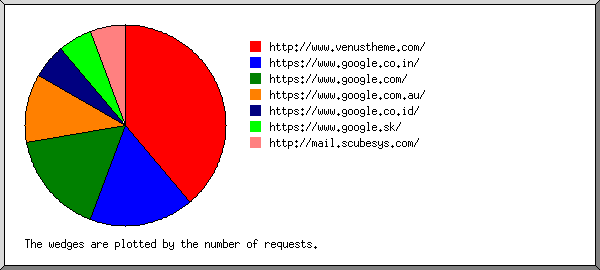 http://www.venustheme.com/
https://www.google.co.in/
https://www.google.com/
https://www.google.com.au/
https://www.google.co.id/
https://www.google.sk/
http://mail.scubesys.com/
The wedges are plotted by the number of requests.